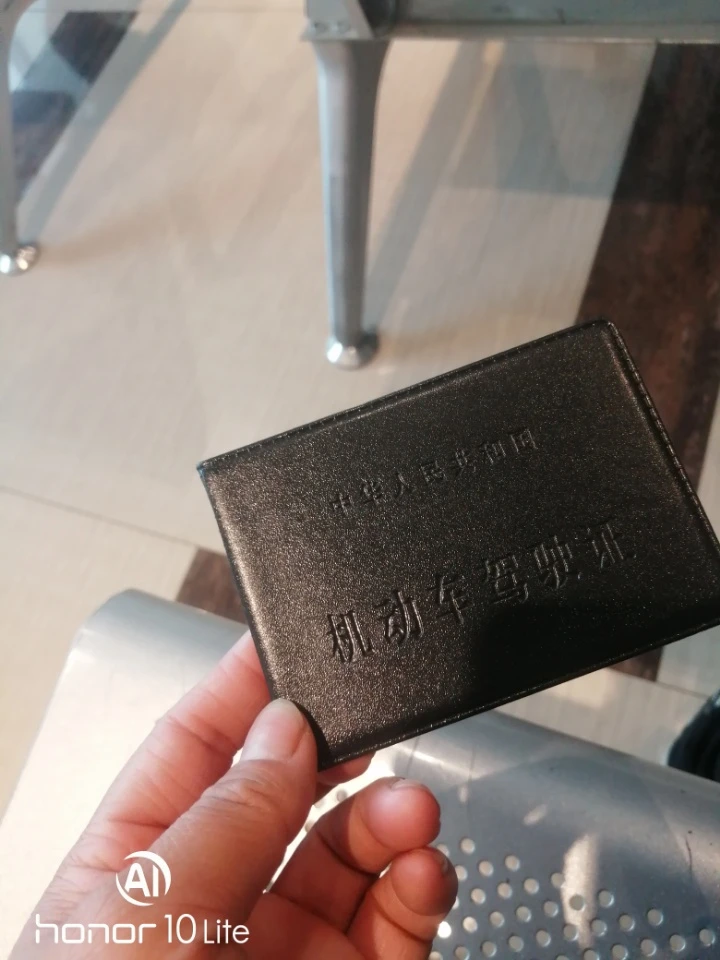 中华人民共和国
机动车驾驶证
AI
honor 10 Lite